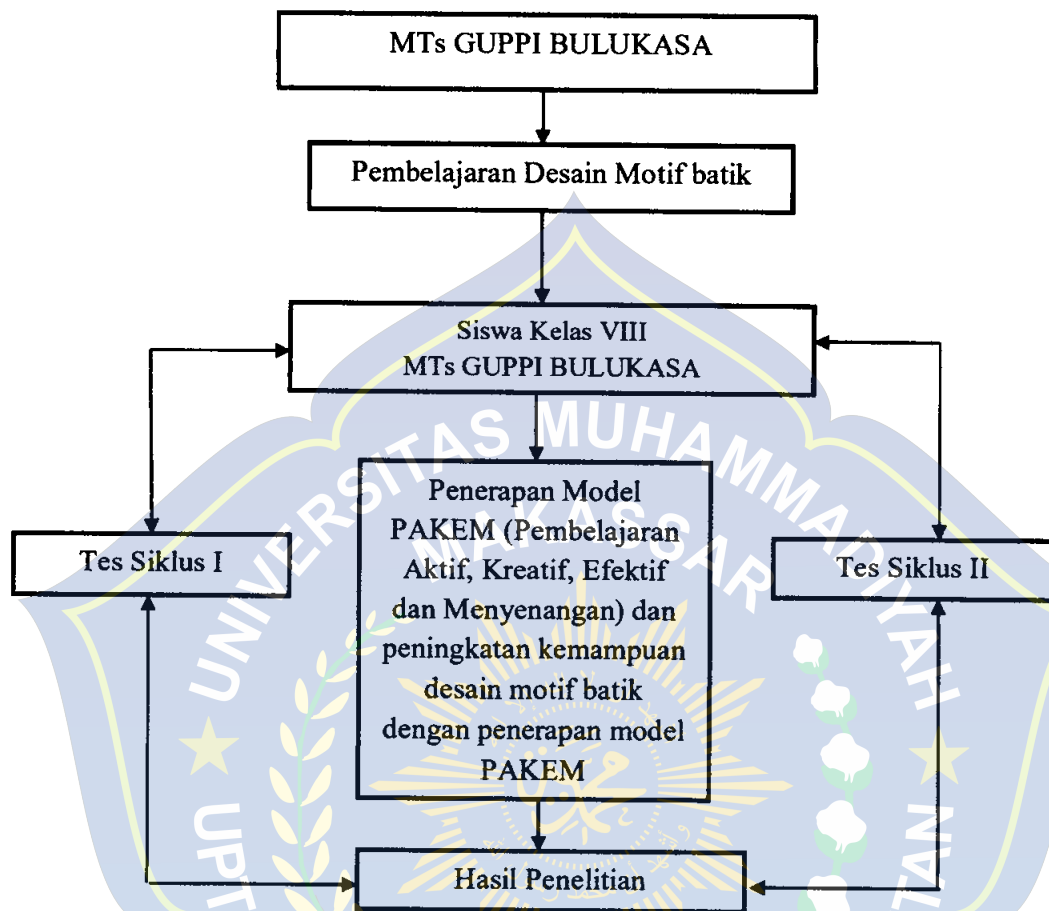 MTs GUPPI BULUKASA
Pembelajaran Desain Motif batik
Siswa Kelas VIII
MTs GUPPI BULUKASA
Penerapan Model
PAKEM (Pembelajaran
Aktif, Kreatif, Efektif
dan Menyenangan) dan
peningkatan kemampuan
desain motif batik
dengan penerapan model
PAKEM
Tes Siklus I
Tes Siklus II
Hasil Penelitian
UNIVERSITAS MUHAMMADIYAH
MAKASSAR
UPT
TAN